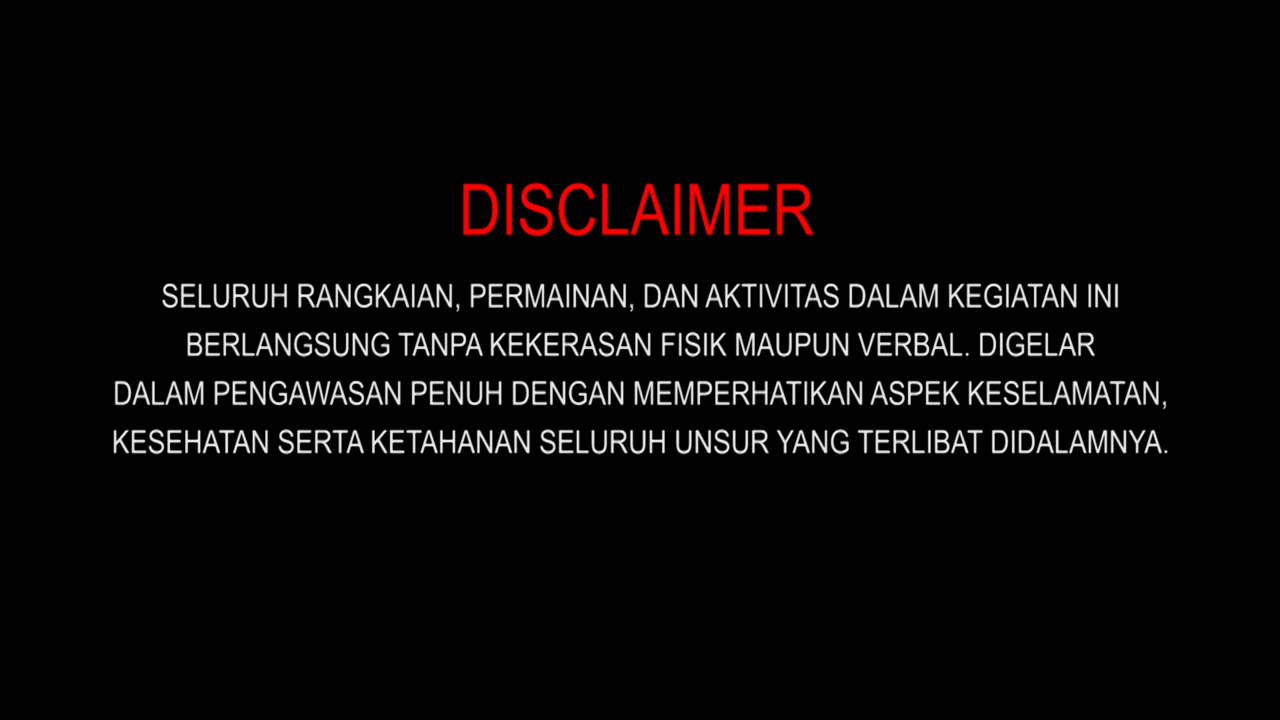 DISCLAIMER
SELURUH RANGKAIAN, PERMAINAN, DAN AKTIVITAS DALAM KEGIATAN INI
BERLANGSUNG TANPA KEKERASAN FISIK MAUPUN VERBAL. DIGELAR
DALAM PENGAWASAN PENUH DENGAN MEMPERHATIKAN ASPEK KESELAMATAN,
KESEHATAN SERTA KETAHANAN SELURUH UNSUR YANG TERLIBAT DIDALAMNYA.